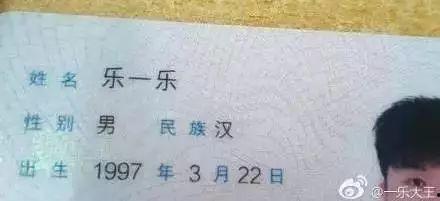 姓名 乐一乐
性别 男 民族 汉
出生 1997 年 3 月 22 日
@一乐大王